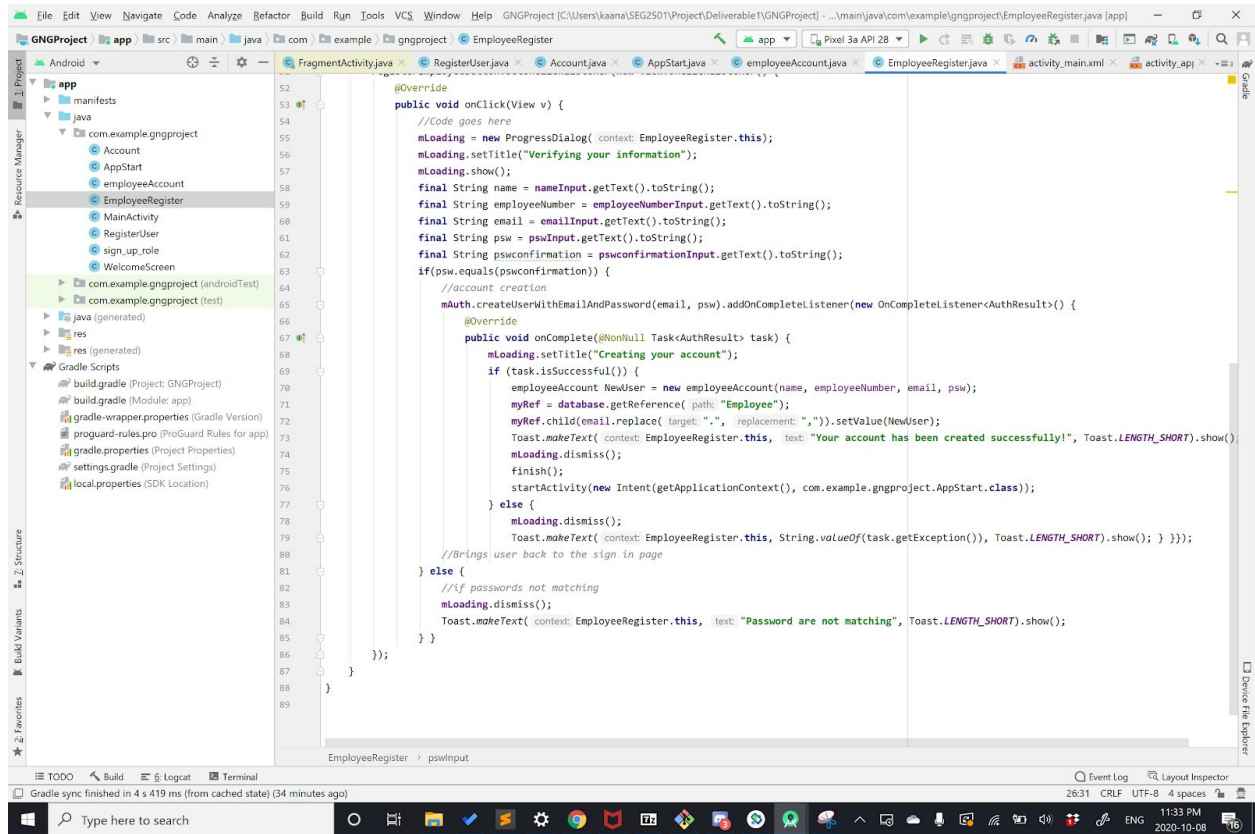 File Edit View Navigate Code Analyze Refactor Build Run Tools VCS Window Help GNGProject [C:\Users\kaana\SEG2501\Project\Deliverable1\GNGProject] - ...\main\java\com\example\gngproject\EmployeeRegister.java [app]
GNGProject app src main java com example gngproject EmployeeRegister app Pixel 3a API 28
Android FragmentActivity.java RegisterUser.java Account.java AppStart.java employeeAccount.java EmployeeRegister.java activity_main.xml activity_app
1: Project
Resource Manager
7: Structure
Build Variants
2: Favorites
app
manifests
java
com.example.gngproject
Account
AppStart
employeeAccount
EmployeeRegister
MainActivity
RegisterUser
sign_up_role
WelcomeScreen
com.example.gngproject (androidTest)
com.example.gngproject (test)
java (generated)
res
res (generated)
Gradle Scripts
build.gradle (Project: GNGProject)
build.gradle (Module: app)
gradle-wrapper.properties (Gradle Version)
proguard-rules.pro (ProGuard Rules for app)
gradle.properties (Project Properties)
settings.gradle (Project Settings)
local.properties (SDK Location)
52 @Override
53 public void onClick(View v) {
54 //Code goes here
55 mLoading = new ProgressDialog( context: EmployeeRegister.this);
56 mLoading.setTitle("Verifying your information");
57 mLoading.show();
58 final String name = nameInput.getText().toString();
59 final String employeeNumber = employeeNumberInput.getText().toString();
60 final String email = emailInput.getText().toString();
61 final String psw = pswInput.getText().toString();
62 final String pswconfirmation = pswconfirmationInput.getText().toString();
63 if(psw.equals(pswconfirmation)) {
64 //account creation
65 mAuth.createUserWithEmailAndPassword(email, psw).addOnCompleteListener(new OnCompleteListener<AuthResult>() {
66 @Override
67 public void onComplete(@NonNull Task<AuthResult> task) {
68 mLoading.setTitle("Creating your account");
69 if (task.isSuccessful()) {
70 employeeAccount NewUser = new employeeAccount(name, employeeNumber, email, psw);
71 myRef = database.getReference( path: "Employee");
72 myRef.child(email.replace( target: ".", replacement: ",")).setValue(NewUser);
73 Toast.makeText( context: EmployeeRegister.this, text: "Your account has been created successfully!", Toast.LENGTH_SHORT).show()
74 mLoading.dismiss();
75 finish();
76 startActivity(new Intent(getApplicationContext(), com.example.gngproject.AppStart.class));
77 } else {
78 mLoading.dismiss();
79 Toast.makeText( context: EmployeeRegister.this, String.valueOf(task.getException()), Toast.LENGTH_SHORT).show(); } }});
80 //Brings user back to the sign in page
81 } else {
82 //if passwords not matching
83 mLoading.dismiss();
84 Toast.makeText( context: EmployeeRegister.this, text: "Password are not matching", Toast.LENGTH_SHORT).show();
85 } }
86 });
87 }
88 }
89
Gradle
Device File Explorer
EmployeeRegister > pswInput
TODO Build 6: Logcat Terminal Event Log Layout Inspector
Gradle sync finished in 4 s 419 ms (from cached state) (34 minutes ago) 26:31 CRLF UTF-8 4 spaces
Type here to search ENG 11:33 PM
2020-10-08